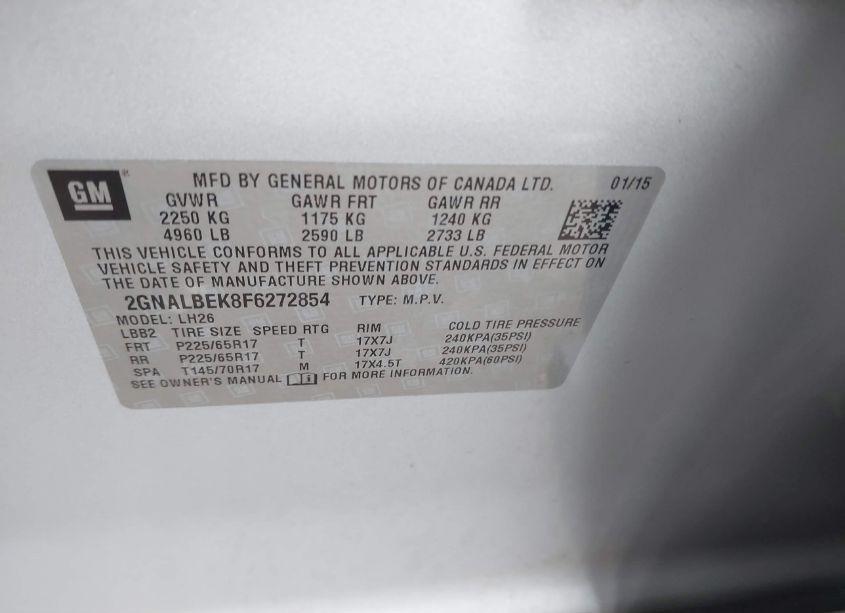 GM
MFD BY GENERAL MOTORS OF CANADA LTD. 01/15
GVWR GAWR FRT GAWR RR
2250 KG 1175 KG 1240 KG
4960 LB 2590 LB 2733 LB
THIS VEHICLE CONFORMS TO ALL APPLICABLE U.S. FEDERAL MOTOR
VEHICLE SAFETY AND THEFT PREVENTION STANDARDS IN EFFECT ON
THE DATE OF MANUFACTURE SHOWN ABOVE.
2GNALBEK8F6272854 TYPE: M.P.V.
MODEL: LH26
LBB2 TIRE SIZE SPEED RTG RIM COLD TIRE PRESSURE
FRT P225/65R17 T 17X7J 240KPA(35PSI)
RR P225/65R17 T 17X7J 240KPA(35PSI)
SPA T145/70R17 M 17X4.5T 420KPA(60PSI)
SEE OWNER'S MANUAL i FOR MORE INFORMATION.